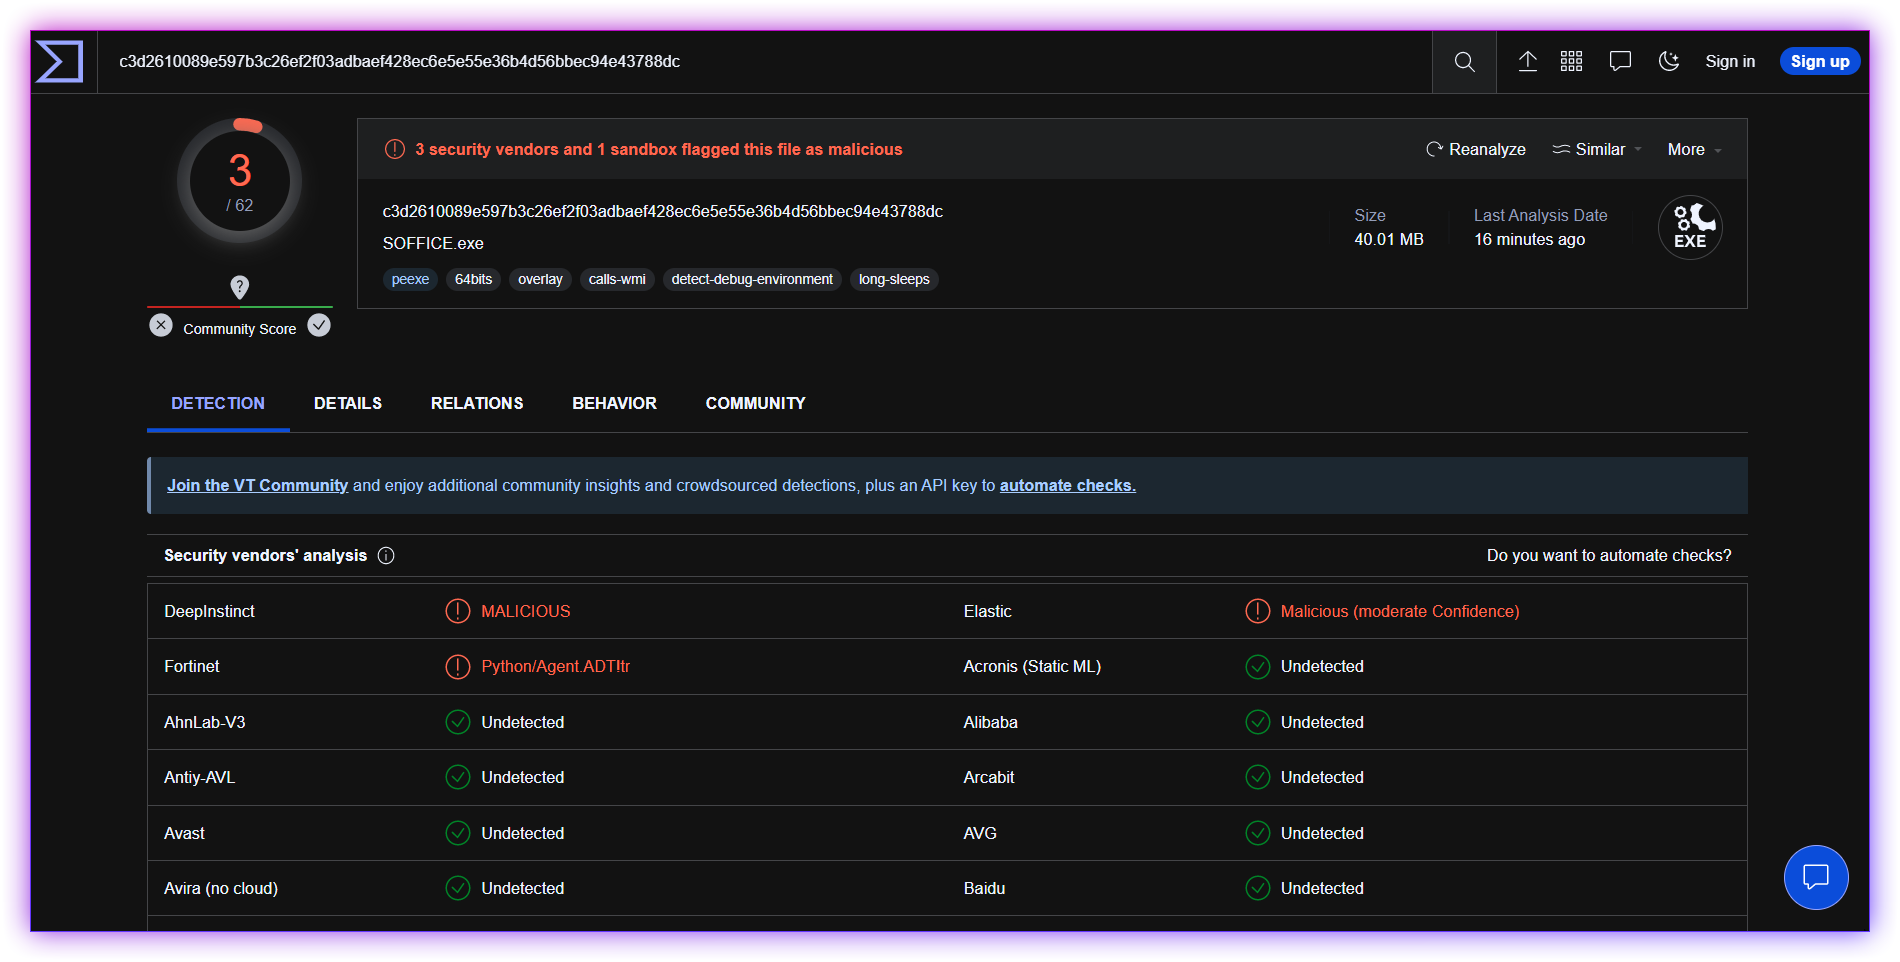 c3d2610089e597b3c26ef2f03adbaef428ec6e5e55e36b4d56bbec94e43788dc
Sign in
Sign up
3
/ 62
?
Community Score
3 security vendors and 1 sandbox flagged this file as malicious
Reanalyze
Similar
More
c3d2610089e597b3c26ef2f03adbaef428ec6e5e55e36b4d56bbec94e43788dc
SOFFICE.exe
peexe 64bits overlay calls-wmi detect-debug-environment long-sleeps
Size
40.01 MB
Last Analysis Date
16 minutes ago
EXE
DETECTION DETAILS RELATIONS BEHAVIOR COMMUNITY
Join the VT Community and enjoy additional community insights and crowdsourced detections, plus an API key to automate checks.
Security vendors' analysis
Do you want to automate checks?
DeepInstinct MALICIOUS Elastic Malicious (moderate Confidence)
Fortinet Python/Agent.ADT!tr Acronis (Static ML) Undetected
AhnLab-V3 Undetected Alibaba Undetected
Antiy-AVL Undetected Arcabit Undetected
Avast Undetected AVG Undetected
Avira (no cloud) Undetected Baidu Undetected